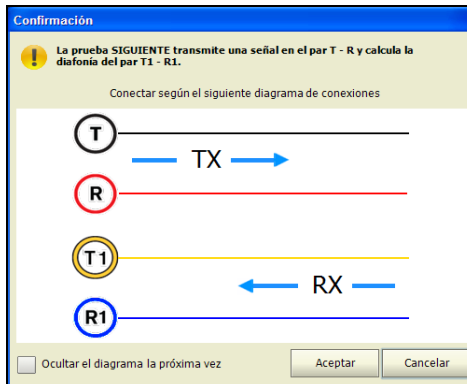 Confirmación
La prueba SIGUIENTE transmite una señal en el par T - R y calcula la
diafonía del par T1 - R1.
Conectar según el siguiente diagrama de conexiones
T
TX
R
T1
RX
R1
Ocultar el diagrama la próxima vez
Aceptar
Cancelar